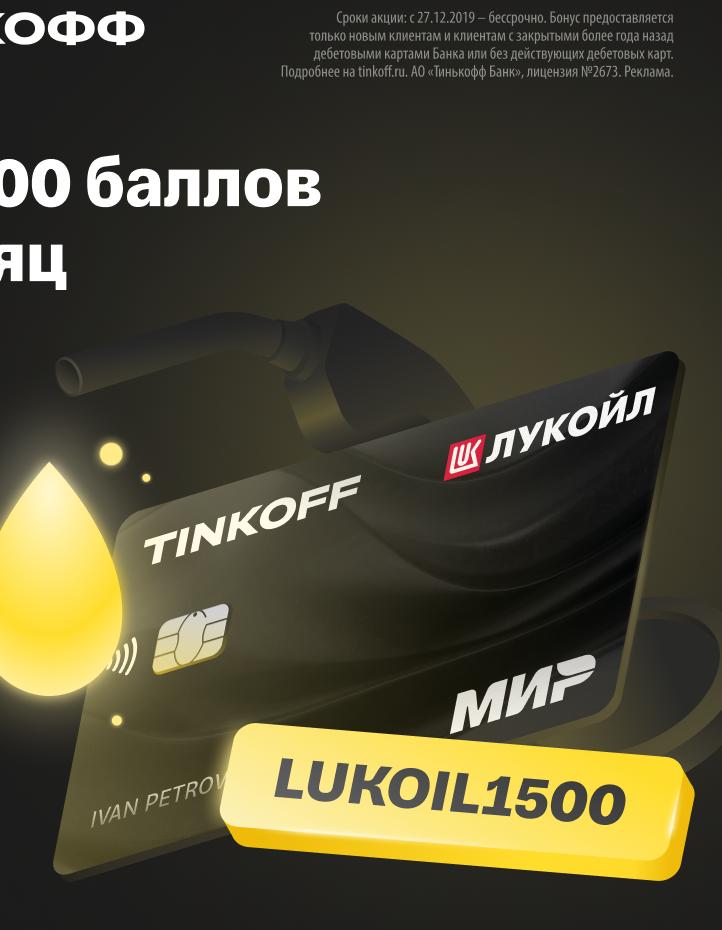 КОФФ
Сроки акции: с 27.12.2019 – бессрочно. Бонус предоставляется
только новым клиентам и клиентам с закрытыми более года назад
дебетовыми картами Банка или без действующих дебетовых карт.
Подробнее на tinkoff.ru. АО «Тинькофф Банк», лицензия №2673. Реклама.
00 баллов
яц
LUK ЛУКОЙЛ
TINKOFF
МИР
IVAN PETROV
LUKOIL1500